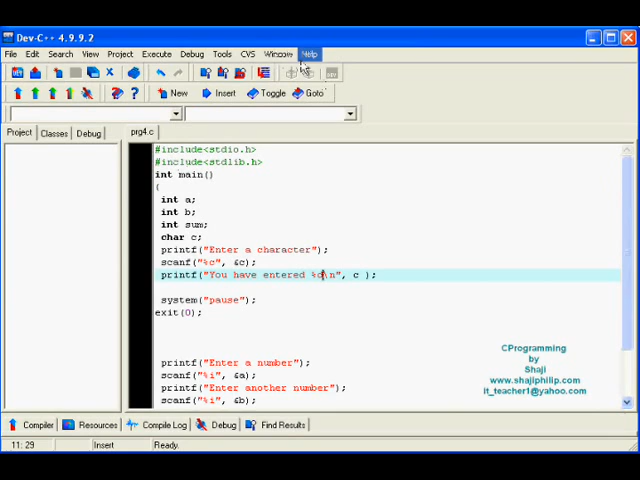 Dev-C++ 4.9.9.2
File Edit Search View Project Execute Debug Tools CVS Window Help
New Insert Toggle Goto
Project Classes Debug prg4.c
#include<stdio.h>
#include<stdlib.h>
int main()
{
int a;
int b;
int sum;
char c;
printf("Enter a character");
scanf("%c", &c);
printf("You have entered %c\n", c );
system("pause");
exit(0);
printf("Enter a number");
scanf("%i", &a);
printf("Enter another number");
scanf("%i", &b);
CProgramming
by
Shaji
www.shajiphilip.com
it_teacher1@yahoo.com
Compiler Resources Compile Log Debug Find Results
11: 29 Insert Ready.